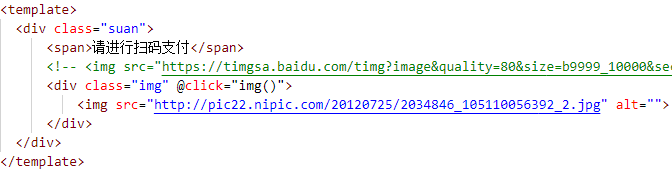 <template>
<div class="suan">
<span>请进行扫码支付</span>
<!-- <img src="https://timgsa.baidu.com/timg?image&quality=80&size=b9999_10000&sec
<div class="img" @click="img()">
<img src="http://pic22.nipic.com/20120725/2034846_105110056392_2.jpg" alt="">
</div>
</div>
</template>